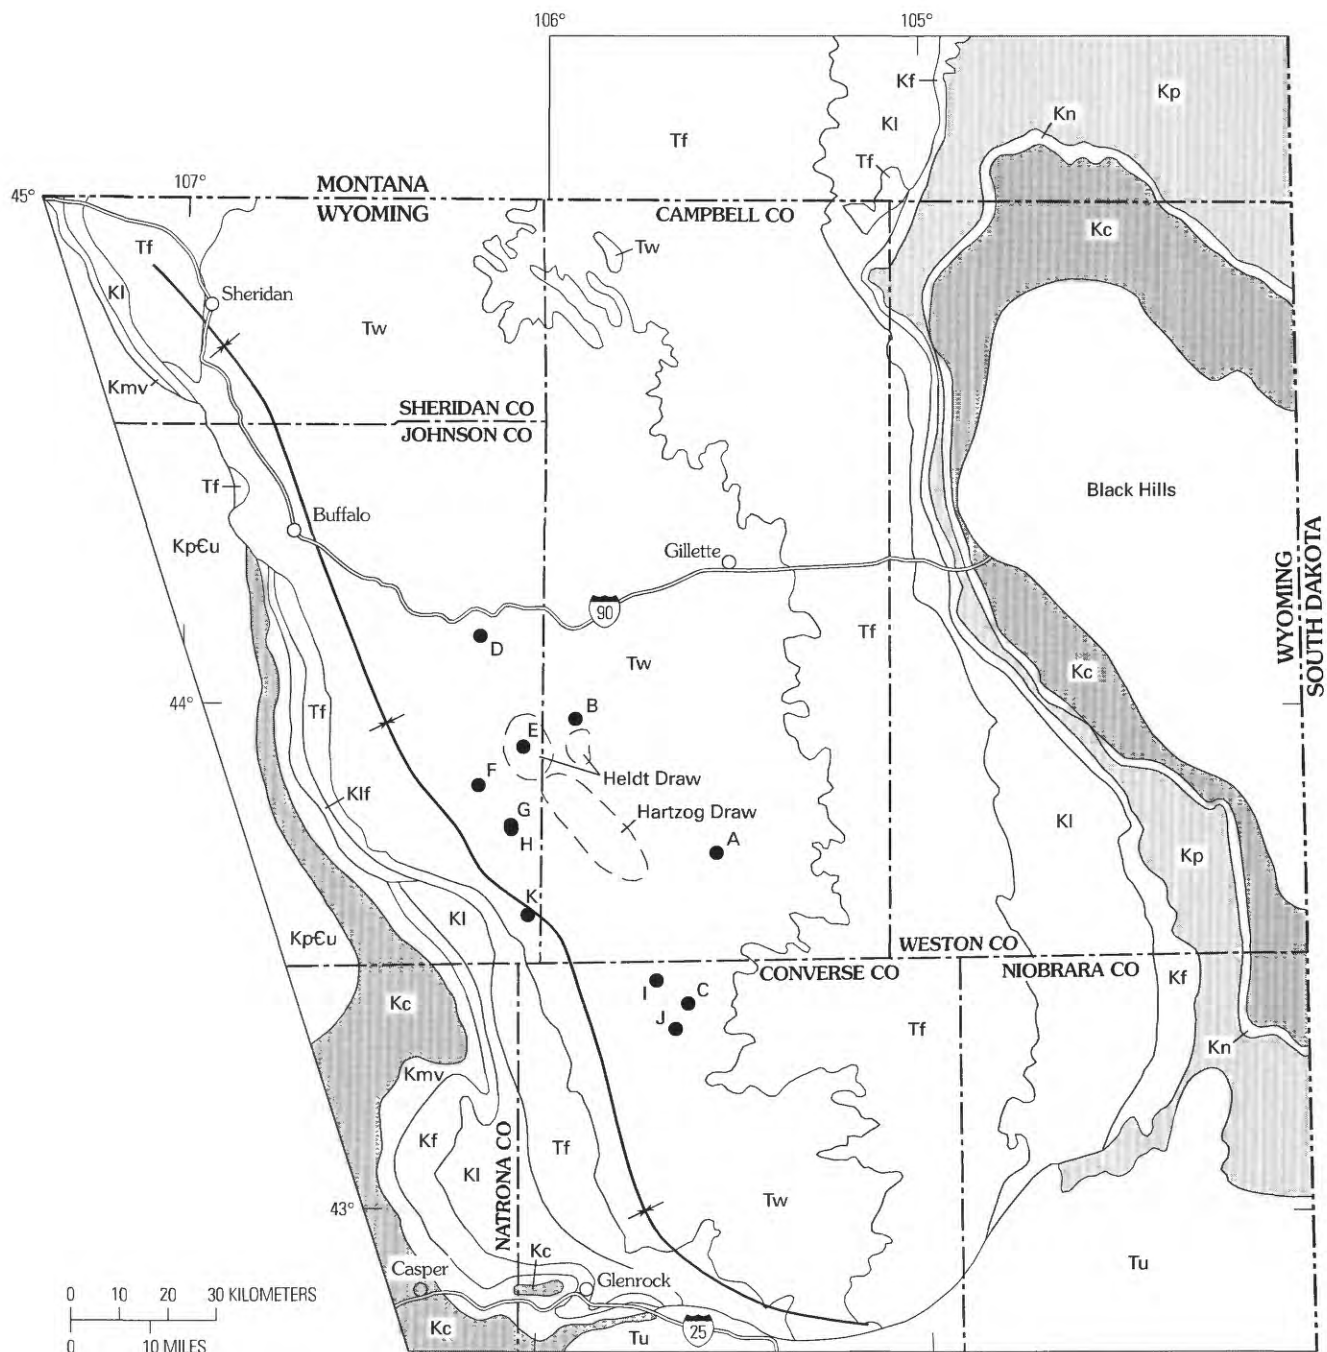 106°
105°
Kf
Kp
Kn
Kl
Tf
Tf
107°
45°
MONTANA
WYOMING
CAMPBELL CO
Kc
Tf
Tw
Kl
Sheridan
Tw
Kmv
SHERIDAN CO
JOHNSON CO
Tf
Black Hills
Buffalo
Gillette
Kp€u
90
WYOMING
SOUTH DAKOTA
D
Tw
Tf
Kc
44°
Tf
B
E
Heldt Draw
F
Klf
Hartzog Draw
G
H
A
Kl
Kp
K
Kl
Kp€u
WESTON CO
CONVERSE CO
NIOBRARA CO
I
C
Kf
Kc
J
Tf
Kn
Kmv
Kf
NATRONA CO
Tf
Kl
Tw
43°
Kc
Tu
Casper
Glenrock
0 10 20 30 KILOMETERS
Kc
Tu
25
0 10 MILES